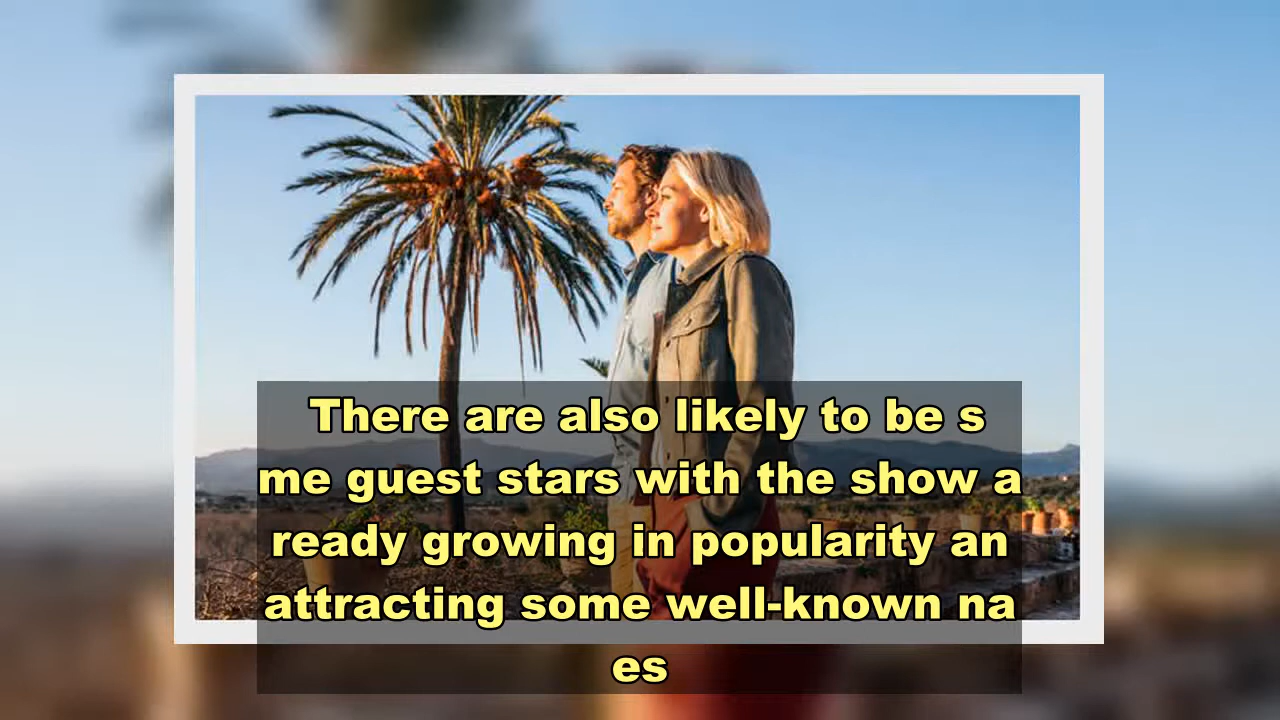 There are also likely to be s
me guest stars with the show a
ready growing in popularity an
attracting some well-known na
es